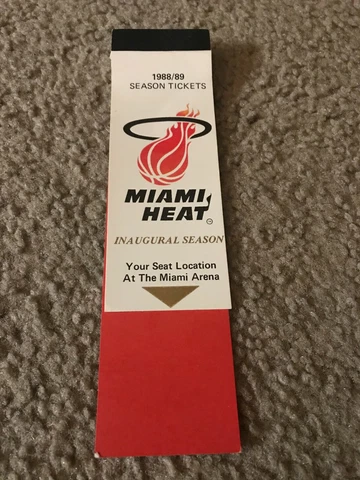 1988/89
SEASON TICKETS
MIAMI
HEAT
INAUGURAL SEASON
Your Seat Location
At The Miami Arena